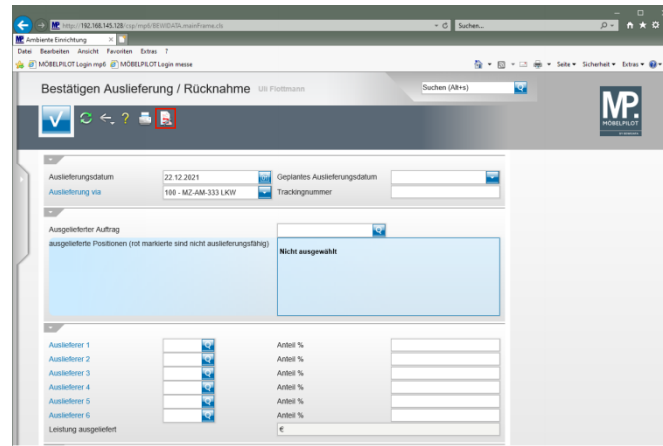 http://192.168.145.128/csp/mp6/BEWIDATA.mainFrame.cls
Suchen...
Ambiente Einrichtung
Datei Bearbeiten Ansicht Favoriten Extras ?
MÖBELPILOT Login mp6 MÖBELPILOT Login messe
Seite Sicherheit Extras
Bestätigen Auslieferung / Rücknahme Uli Flottmann
Suchen (Alt+s)
MP.
MÖBELPILOT
Auslieferungsdatum 22.12.2021 Geplantes Auslieferungsdatum
Auslieferung via 100 - MZ-AM-333 LKW Trackingnummer
Ausgelieferter Auftrag
ausgelieferte Positionen (rot markierte sind nicht auslieferungsfähig)
Nicht ausgewählt
Auslieferer 1 Anteil %
Auslieferer 2 Anteil %
Auslieferer 3 Anteil %
Auslieferer 4 Anteil %
Auslieferer 5 Anteil %
Auslieferer 6 Anteil %
Leistung ausgeliefert €